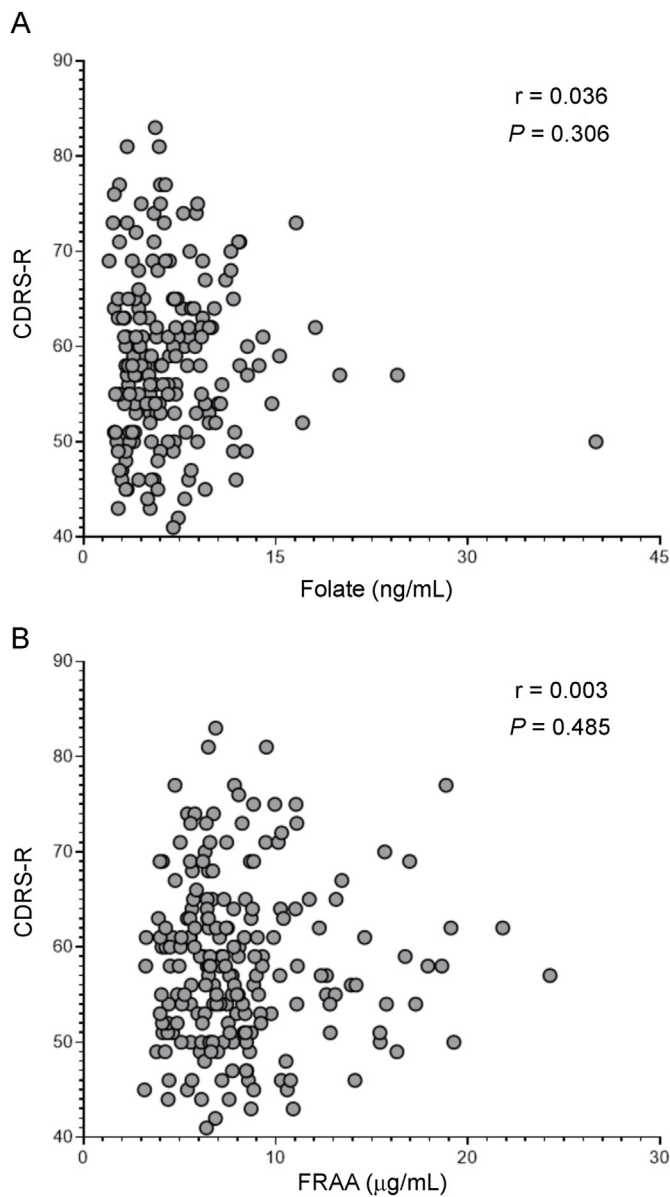 A
90
80
70
60
50
40
CDRS-R
r = 0.036
P = 0.306
0 15 30 45
Folate (ng/mL)
B
90
80
70
60
50
40
CDRS-R
r = 0.003
P = 0.485
0 10 20 30
FRAA (μg/mL)